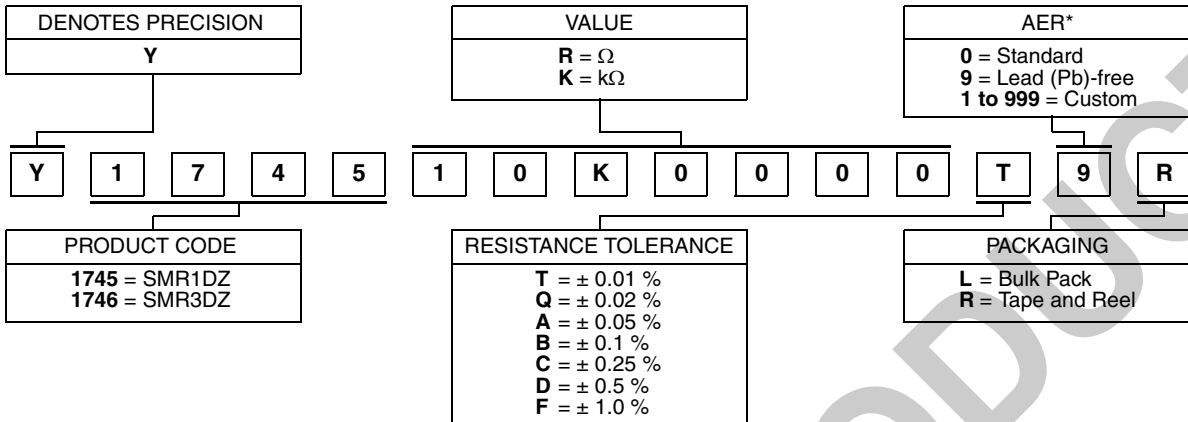 DENOTES PRECISION
Y
VALUE
R = Ω
K = kΩ
AER*
0 = Standard
9 = Lead (Pb)-free
1 to 999 = Custom
Y 1 7 4 5 1 0 K 0 0 0 0 T 9 R
PRODUCT CODE
1745 = SMR1DZ
1746 = SMR3DZ
RESISTANCE TOLERANCE
T = ± 0.01 %
Q = ± 0.02 %
A = ± 0.05 %
B = ± 0.1 %
C = ± 0.25 %
D = ± 0.5 %
F = ± 1.0 %
PACKAGING
L = Bulk Pack
R = Tape and Reel